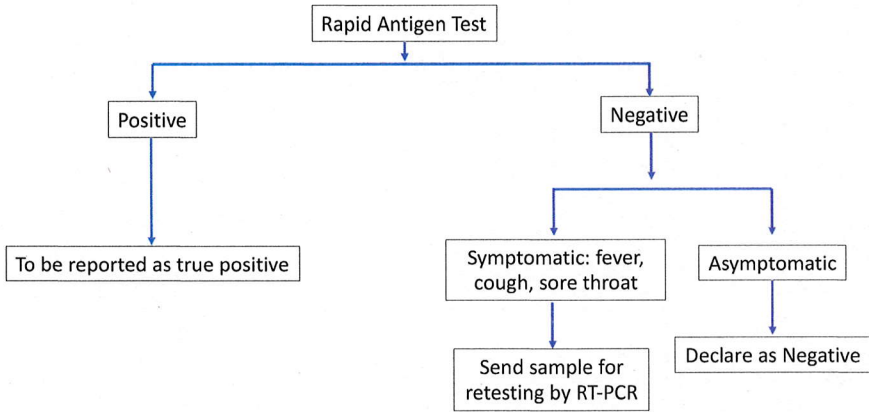 Rapid Antigen Test
Positive
Negative
To be reported as true positive
Symptomatic: fever,
cough, sore throat
Asymptomatic
Send sample for
retesting by RT-PCR
Declare as Negative